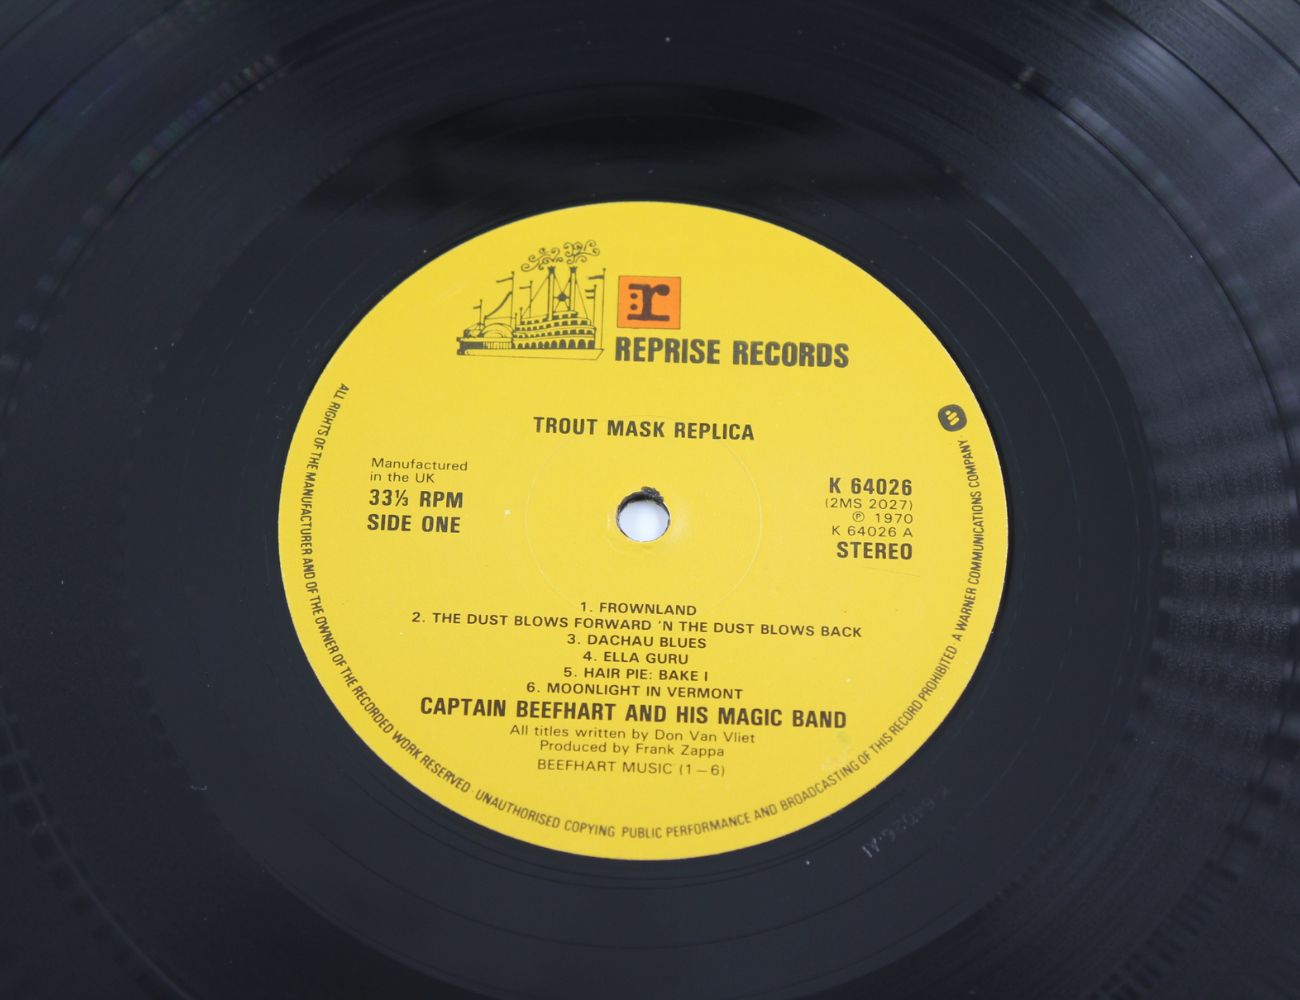 r
REPRISE RECORDS
TROUT MASK REPLICA
Manufactured
in the UK
33⅓ RPM
SIDE ONE
K 64026
(2MS 2027)
℗ 1970
K 64026 A
STEREO
1. FROWNLAND
2. THE DUST BLOWS FORWARD 'N THE DUST BLOWS BACK
3. DACHAU BLUES
4. ELLA GURU
5. HAIR PIE: BAKE I
6. MOONLIGHT IN VERMONT
CAPTAIN BEEFHART AND HIS MAGIC BAND
All titles written by Don Van Vliet
Produced by Frank Zappa
BEEFHART MUSIC (1–6)
ALL RIGHTS OF THE MANUFACTURER AND OF THE OWNER OF THE RECORDED WORK RESERVED · UNAUTHORISED COPYING PUBLIC PERFORMANCE AND BROADCASTING OF THIS RECORD PROHIBITED · A WARNER COMMUNICATIONS COMPANY ·